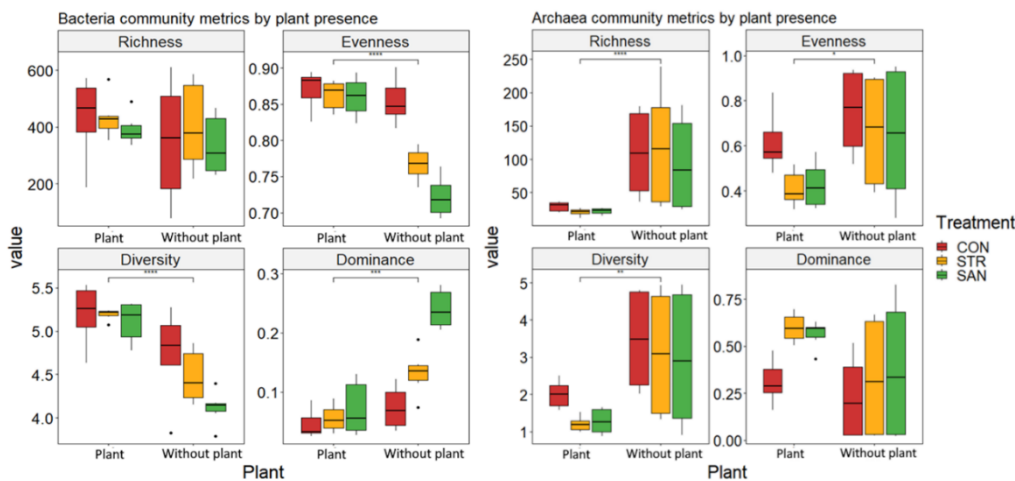 Bacteria community metrics by plant presence
Richness
Evenness
600
400
200
0.90
0.85
0.80
0.75
0.70
****
Plant
Without plant
Plant
Without plant
value
Diversity
Dominance
5.5
5.0
4.5
4.0
0.3
0.2
0.1
****
***
Plant
Without plant
Plant
Without plant
Plant
Archaea community metrics by plant presence
Richness
Evenness
250
200
150
100
50
1.0
0.8
0.6
0.4
****
*
Plant
Without plant
Plant
Without plant
value
Diversity
Dominance
5
4
3
2
1
0.75
0.50
0.25
0.00
**
Plant
Without plant
Plant
Without plant
Plant
Treatment
CON
STR
SAN